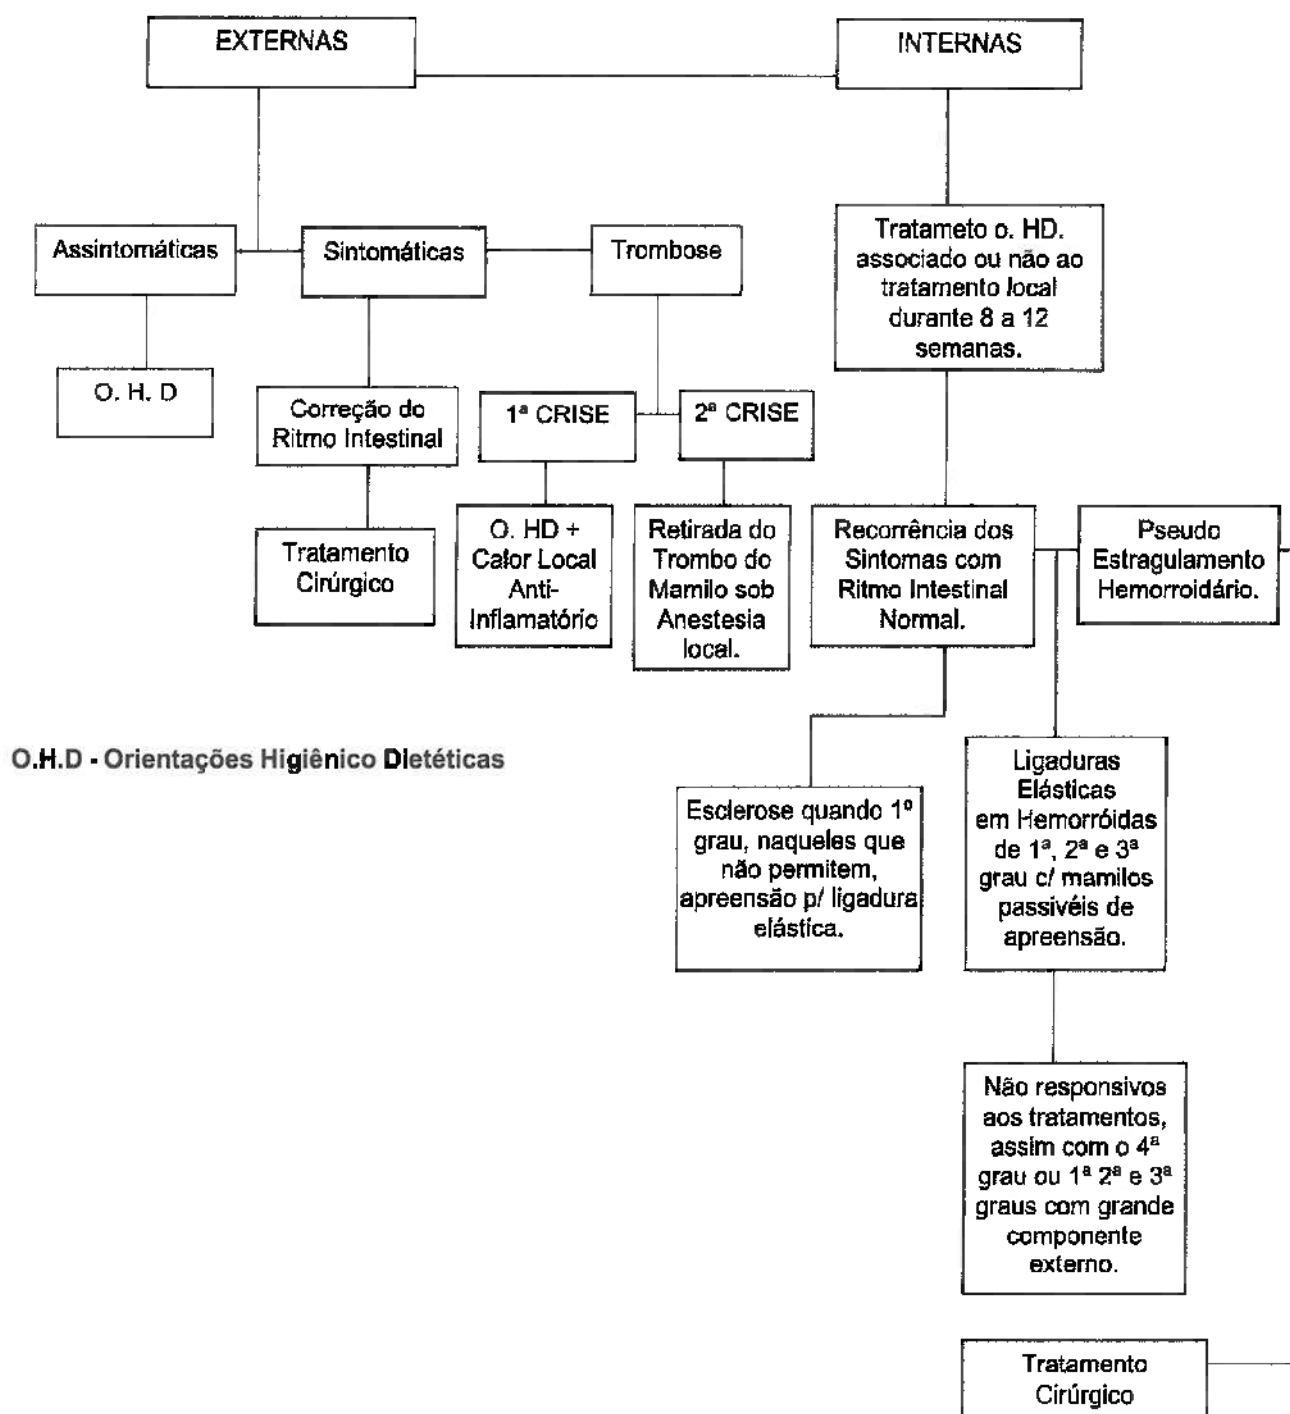 EXTERNAS
INTERNAS
Assintomáticas
Sintomáticas
Trombose
Tratameto o. HD.
associado ou não ao
tratamento local
durante 8 a 12
semanas.
O. H. D
Correção do
Ritmo Intestinal
1ª CRISE
2ª CRISE
Tratamento
Cirúrgico
O. HD +
Calor Local
Anti-
Inflamatório
Retirada do
Trombo do
Mamilo sob
Anestesia
local.
Recorrência dos
Sintomas com
Ritmo Intestinal
Normal.
Pseudo
Estragulamento
Hemorroidário.
O.H.D - Orientações Higiênico Dietéticas
Esclerose quando 1º
grau, naqueles que
não permitem,
apreensão p/ ligadura
elástica.
Ligaduras
Elásticas
em Hemorróidas
de 1ª, 2ª e 3ª
grau c/ mamilos
passivéis de
apreensão.
Não responsivos
aos tratamentos,
assim com o 4ª
grau ou 1ª 2ª e 3ª
graus com grande
componente
externo.
Tratamento
Cirúrgico